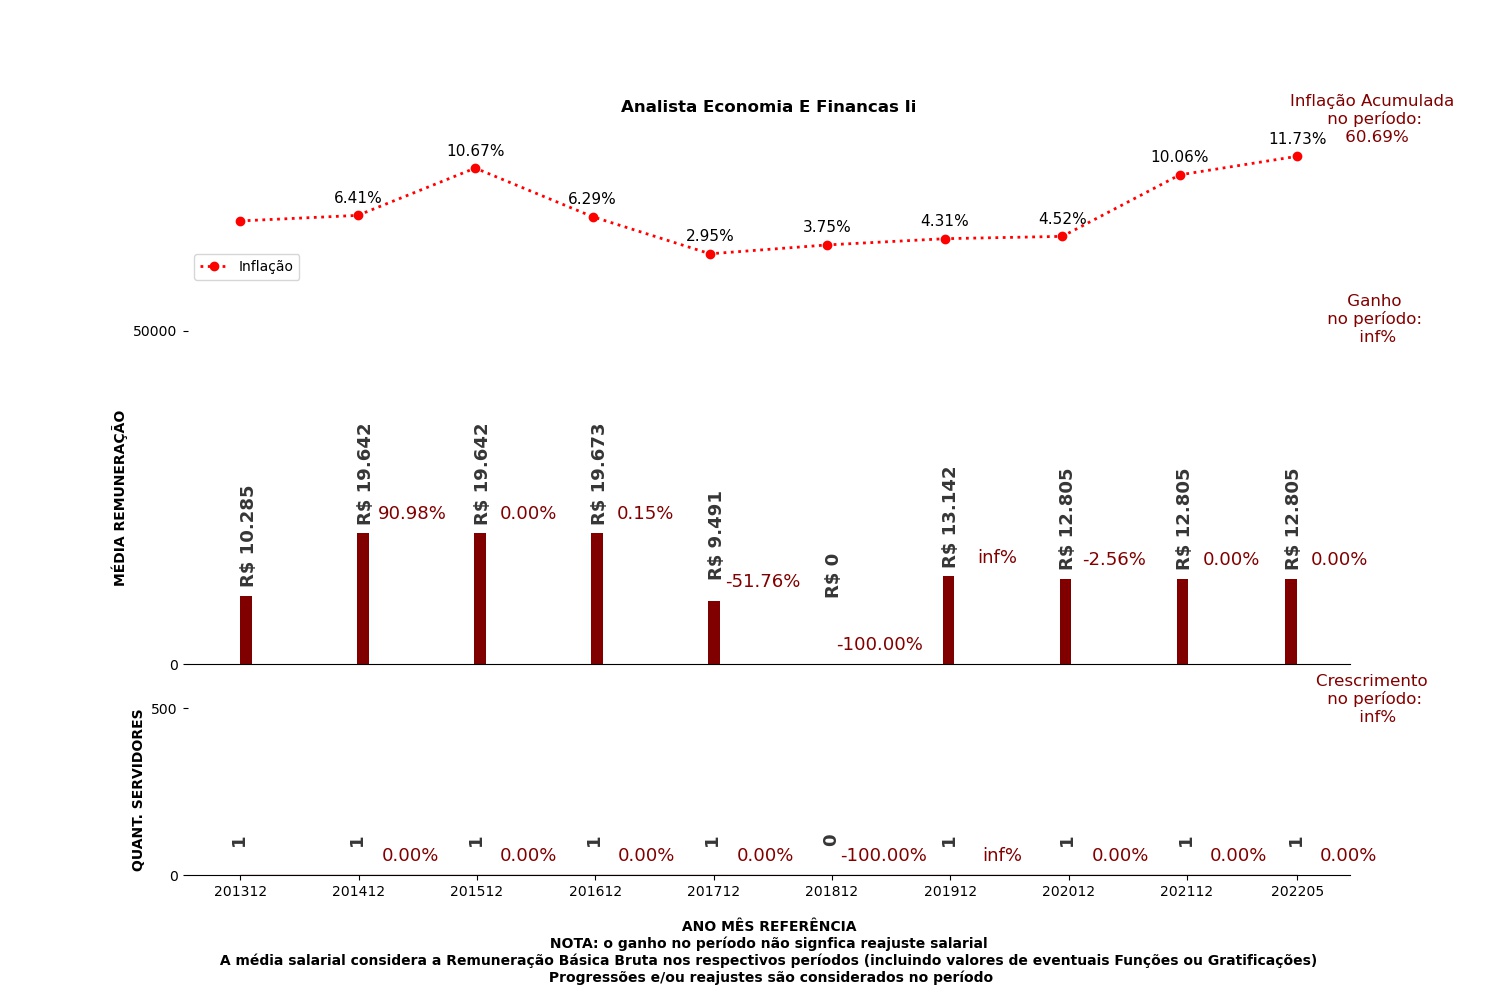 Analista Economia E Financas Ii
Inflação Acumulada
no período:
60.69%
6.41%
10.67%
6.29%
2.95%
3.75%
4.31%
4.52%
10.06%
11.73%
Inflação
Ganho
no período:
inf%
50000
0
MÉDIA REMUNERAÇÃO
R$ 10.285
R$ 19.642
90.98%
R$ 19.642
0.00%
R$ 19.673
0.15%
R$ 9.491
-51.76%
R$ 0
-100.00%
R$ 13.142
inf%
R$ 12.805
-2.56%
R$ 12.805
0.00%
R$ 12.805
0.00%
Crescrimento
no período:
inf%
500
0
QUANT. SERVIDORES
1
1
0.00%
1
0.00%
1
0.00%
1
0.00%
0
-100.00%
1
inf%
1
0.00%
1
0.00%
1
0.00%
201312
201412
201512
201612
201712
201812
201912
202012
202112
202205
ANO MÊS REFERÊNCIA
NOTA: o ganho no período não signfica reajuste salarial
A média salarial considera a Remuneração Básica Bruta nos respectivos períodos (incluindo valores de eventuais Funções ou Gratificações)
Progressões e/ou reajustes são considerados no período